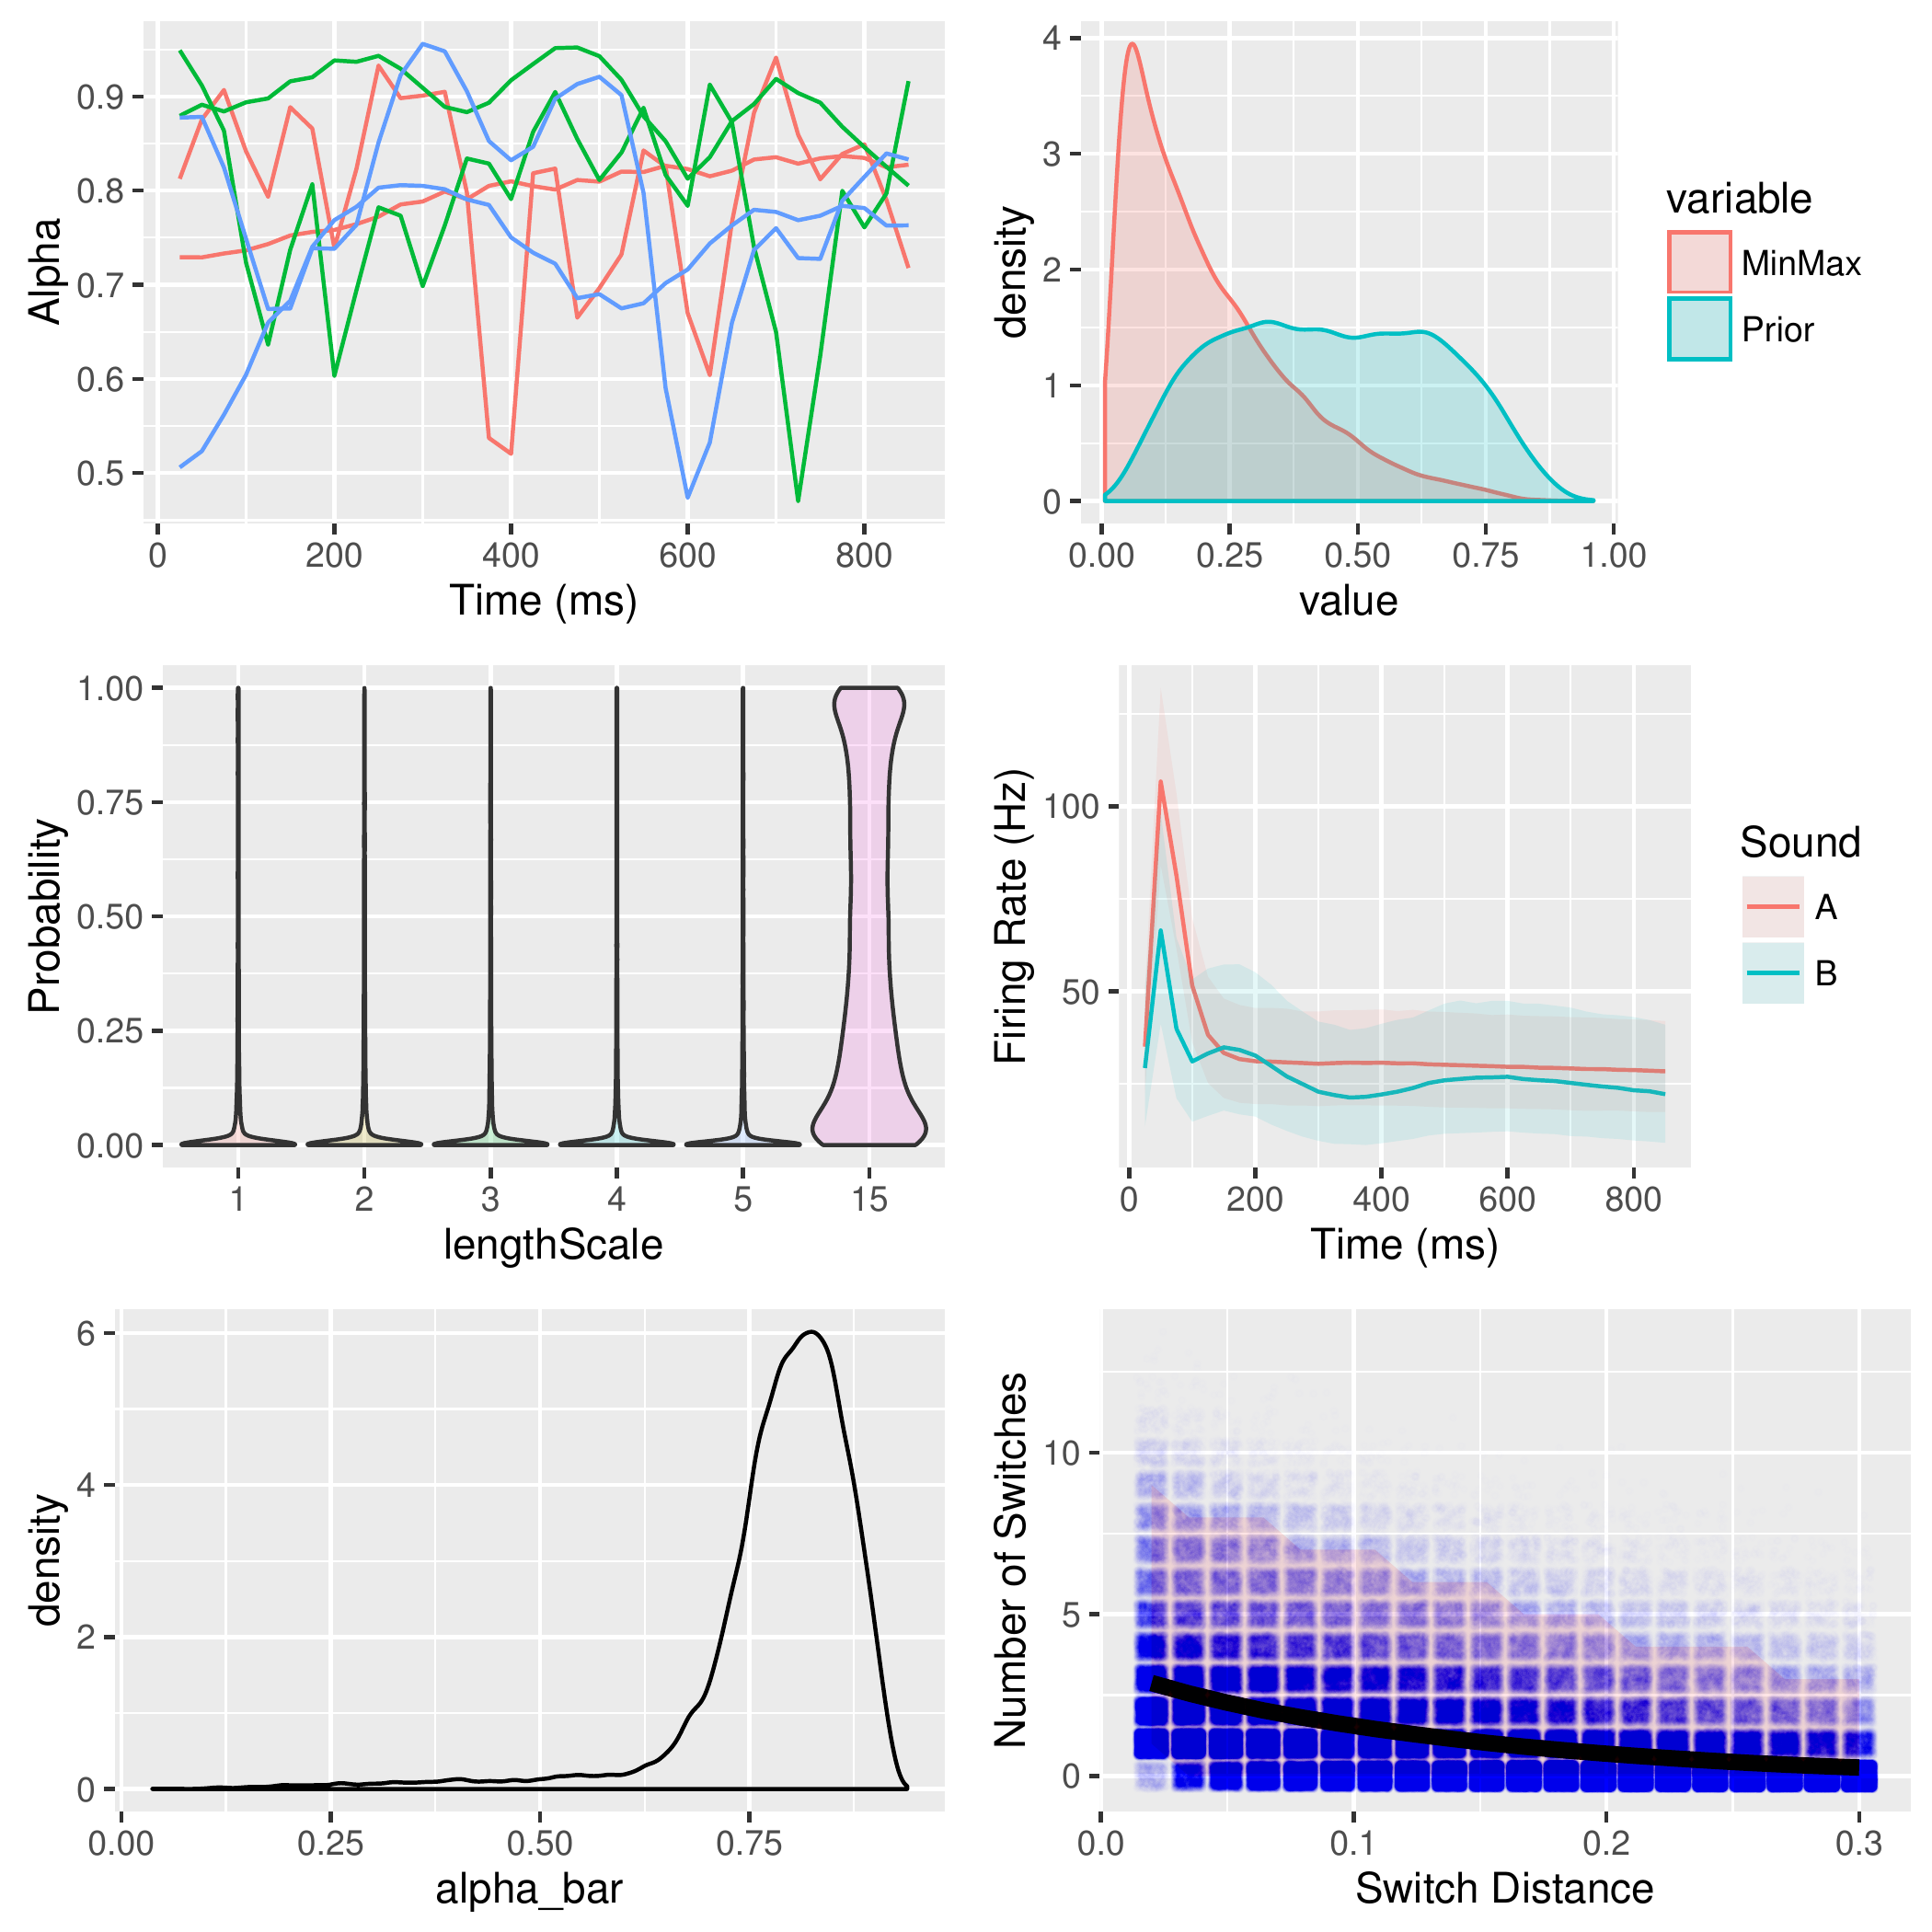 0.9
0.8
0.7
0.6
0.5
Alpha
0 200 400 600 800
Time (ms)
4
3
2
1
0
density
0.00 0.25 0.50 0.75 1.00
value
variable
MinMax
Prior
1.00
0.75
0.50
0.25
0.00
Probability
1 2 3 4 5 15
lengthScale
100
50
Firing Rate (Hz)
0 200 400 600 800
Time (ms)
Sound
A
B
6
4
2
0
density
0.00 0.25 0.50 0.75
alpha_bar
10
5
0
Number of Switches
0.0 0.1 0.2 0.3
Switch Distance